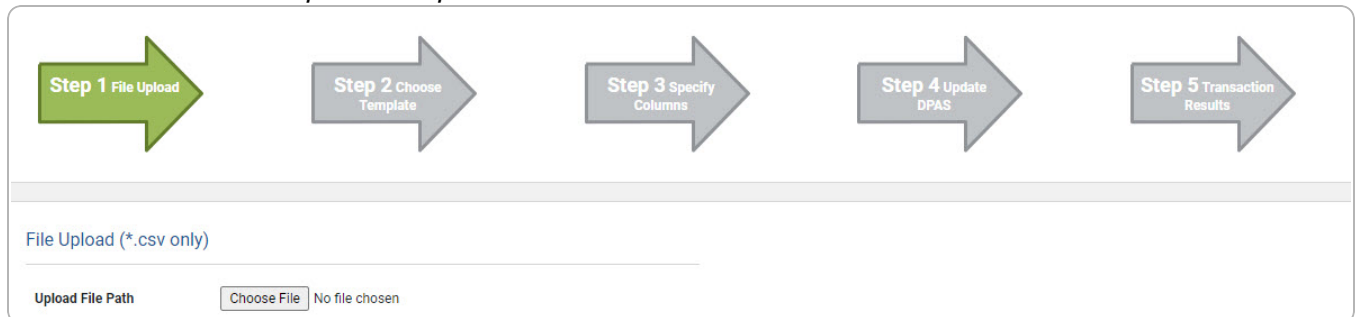 Step 1 File Upload
Step 2 Choose
Template
Step 3 Specify
Columns
Step 4 Update
DPAS
Step 5 Transaction
Results
File Upload (*.csv only)
Upload File Path Choose File No file chosen